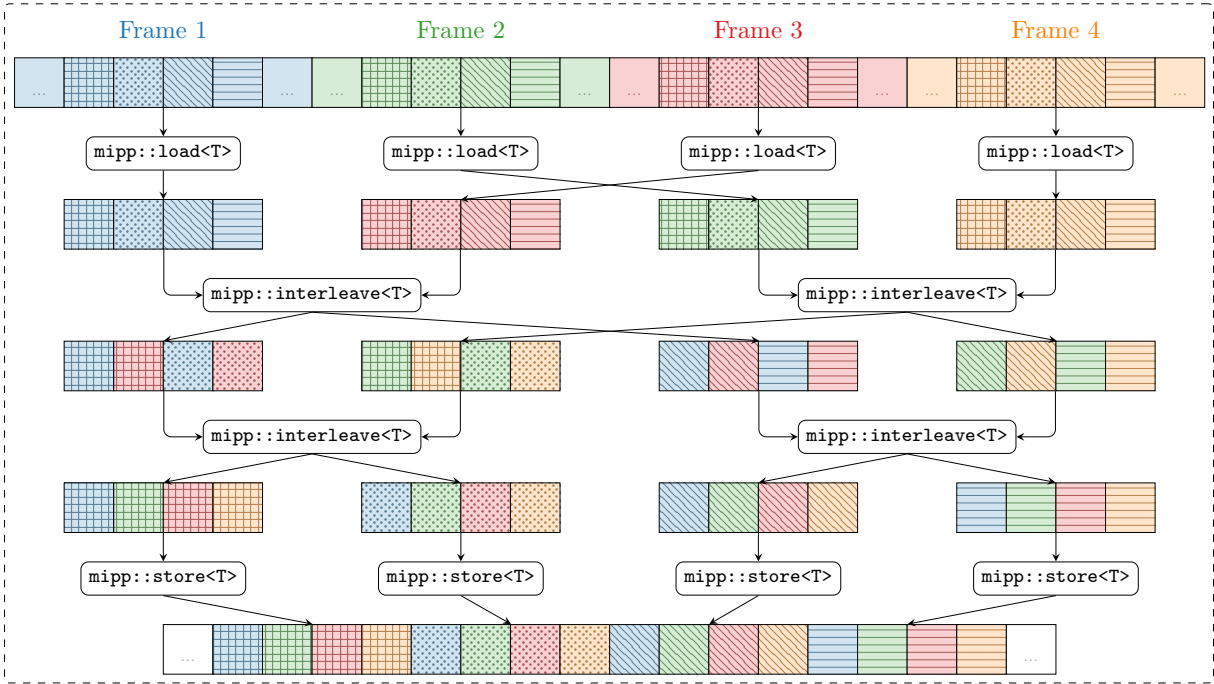 Frame 1 Frame 2 Frame 3 Frame 4
... ... ... ... ... ... ... ...
mipp::load<T> mipp::load<T> mipp::load<T> mipp::load<T>
mipp::interleave<T> mipp::interleave<T>
mipp::interleave<T> mipp::interleave<T>
mipp::store<T> mipp::store<T> mipp::store<T> mipp::store<T>
... ...